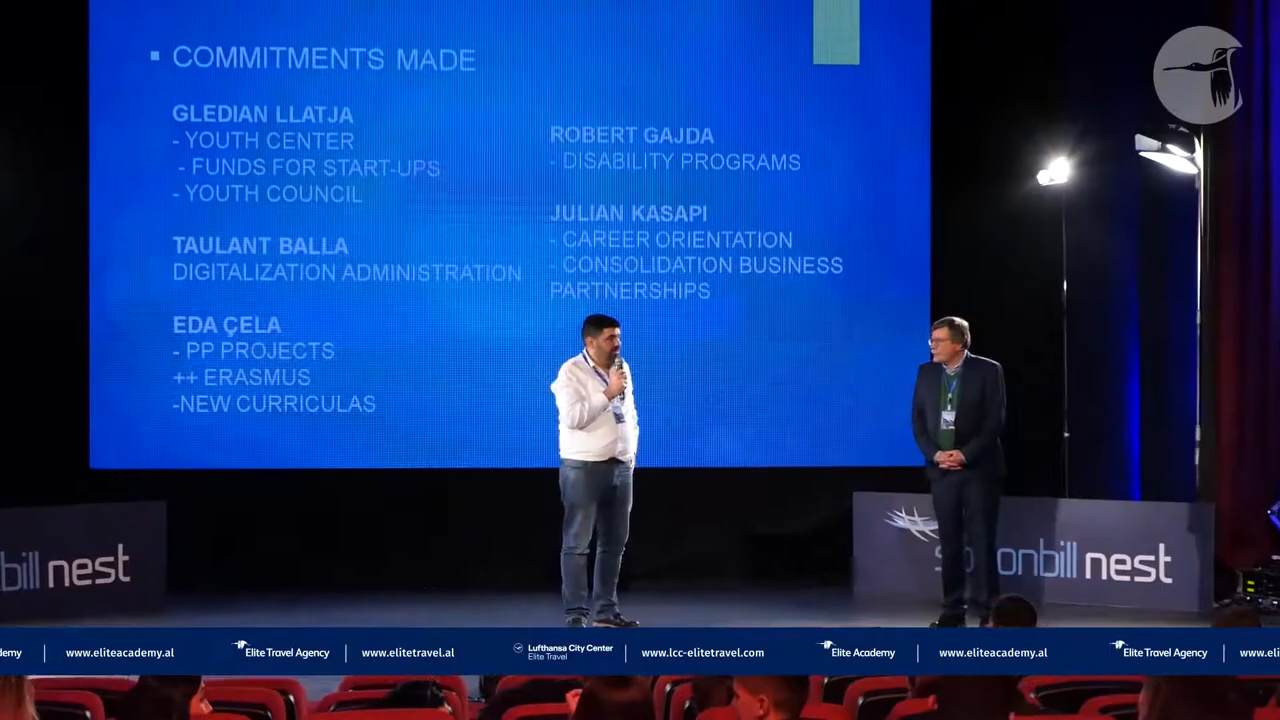 COMMITMENTS MADE
GLEDIAN LLATJA
- YOUTH CENTER
- FUNDS FOR START-UPS
- YOUTH COUNCIL
TAULANT BALLA
DIGITALIZATION ADMINISTRATION
EDA ÇELA
- PP PROJECTS
++ ERASMUS
-NEW CURRICULAS
ROBERT GAJDA
- DISABILITY PROGRAMS
JULIAN KASAPI
- CAREER ORIENTATION
- CONSOLIDATION BUSINESS
PARTNERSHIPS
bill nest
onbill nest
demy | www.eliteacademy.al Elite Travel Agency | www.elitetravel.al Lufthansa City Center Elite Travel | www.lcc-elitetravel.com Elite Academy | www.eliteacademy.al Elite Travel Agency | www.eli